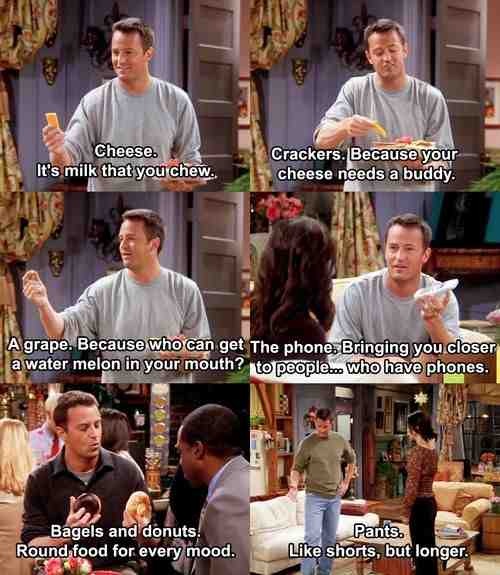 Cheese.
It's milk that you chew.
Crackers. Because your
cheese needs a buddy.
A grape. Because who can get
a water melon in your mouth?
The phone. Bringing you closer
to people... who have phones.
Bagels and donuts.
Round food for every mood.
Pants.
Like shorts, but longer.